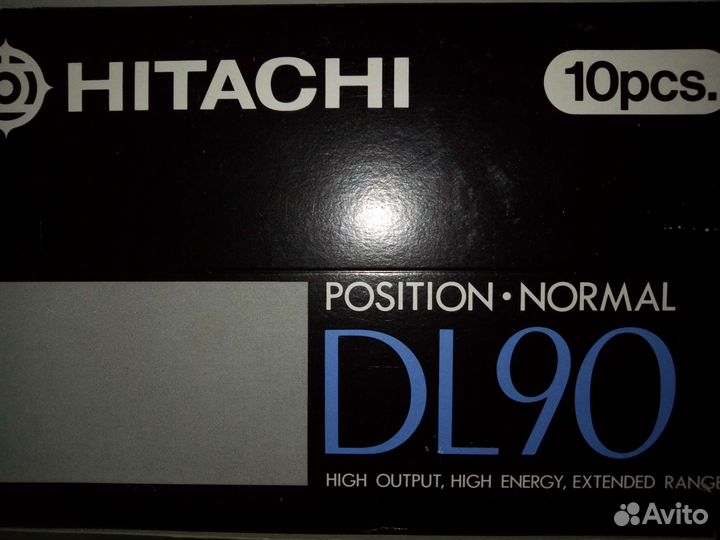 HITACHI
10pcs.
POSITION・NORMAL
DL90
HIGH OUTPUT, HIGH ENERGY, EXTENDED RANGE
Avito